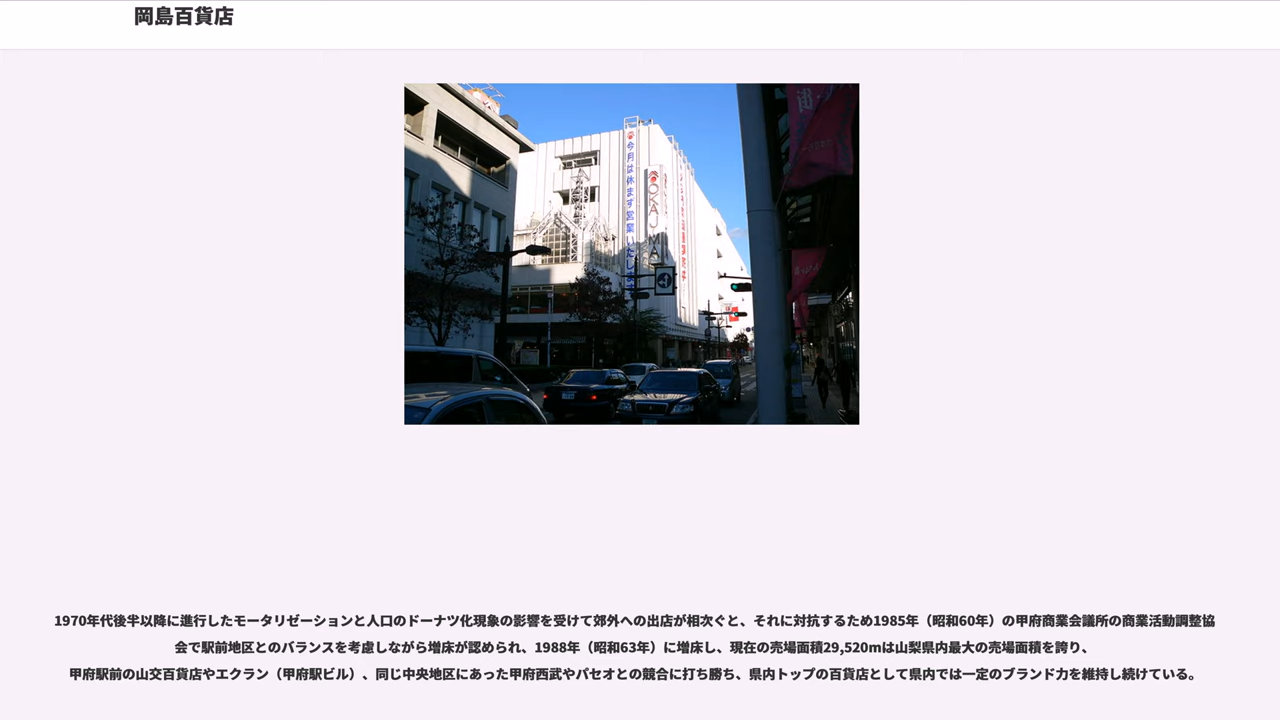 岡島百貨店
今月は休まず営業いたします
OKAJIMA
1970年代後半以降に進行したモータリゼーションと人口のドーナツ化現象の影響を受けて郊外への出店が相次ぐと、それに対抗するため1985年（昭和60年）の甲府商業会議所の商業活動調整協
会で駅前地区とのバランスを考慮しながら増床が認められ、1988年（昭和63年）に増床し、現在の売場面積29,520mは山梨県内最大の売場面積を誇り、
甲府駅前の山交百貨店やエクラン（甲府駅ビル）、同じ中央地区にあった甲府西武やパセオとの競合に打ち勝ち、県内トップの百貨店として県内では一定のブランド力を維持し続けている。